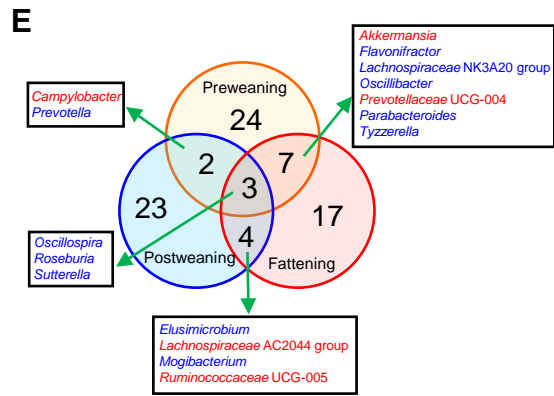 E
Akkermansia
Flavonifractor
Lachnospiraceae NK3A20 group
Oscillibacter
Prevotellaceae UCG-004
Parabacteroides
Tyzzerella
Campylobacter
Prevotella
Preweaning
24
2
7
3
23
17
4
Postweaning
Fattening
Oscillospira
Roseburia
Sutterella
Elusimicrobium
Lachnospiraceae AC2044 group
Mogibacterium
Ruminococcaceae UCG-005